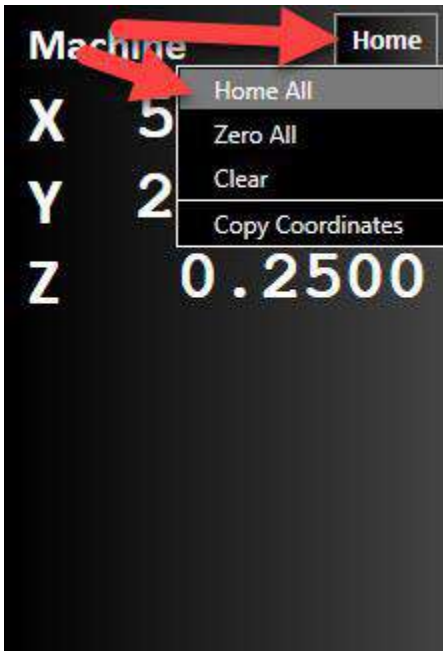 Machine Home
Home All
X 5
Zero All
Clear
Y 2
Copy Coordinates
Z 0.2500